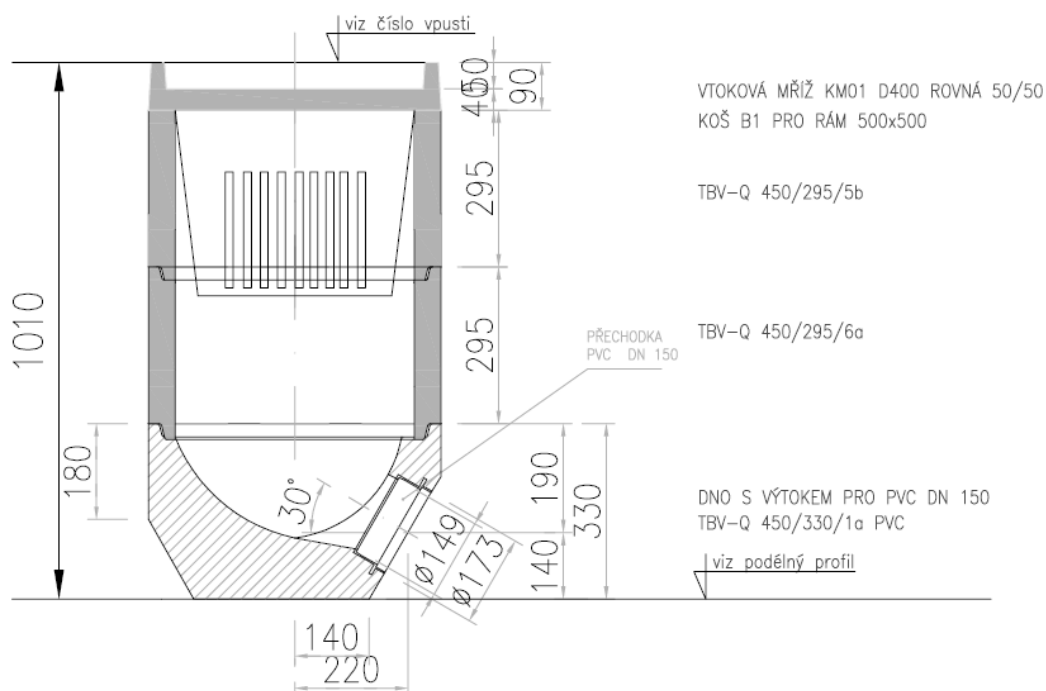 viz číslo vpusti
50
40
90
VTOKOVÁ MŘÍŽ KM01 D400 ROVNÁ 50/50
KOŠ B1 PRO RÁM 500x500
295
TBV-Q 450/295/5b
1010
295
PŘECHODKA
PVC DN 150
TBV-Q 450/295/6a
180
30°
190
330
DNO S VÝTOKEM PRO PVC DN 150
TBV-Q 450/330/1a PVC
Ø149
Ø173
140
viz podélný profil
140
220